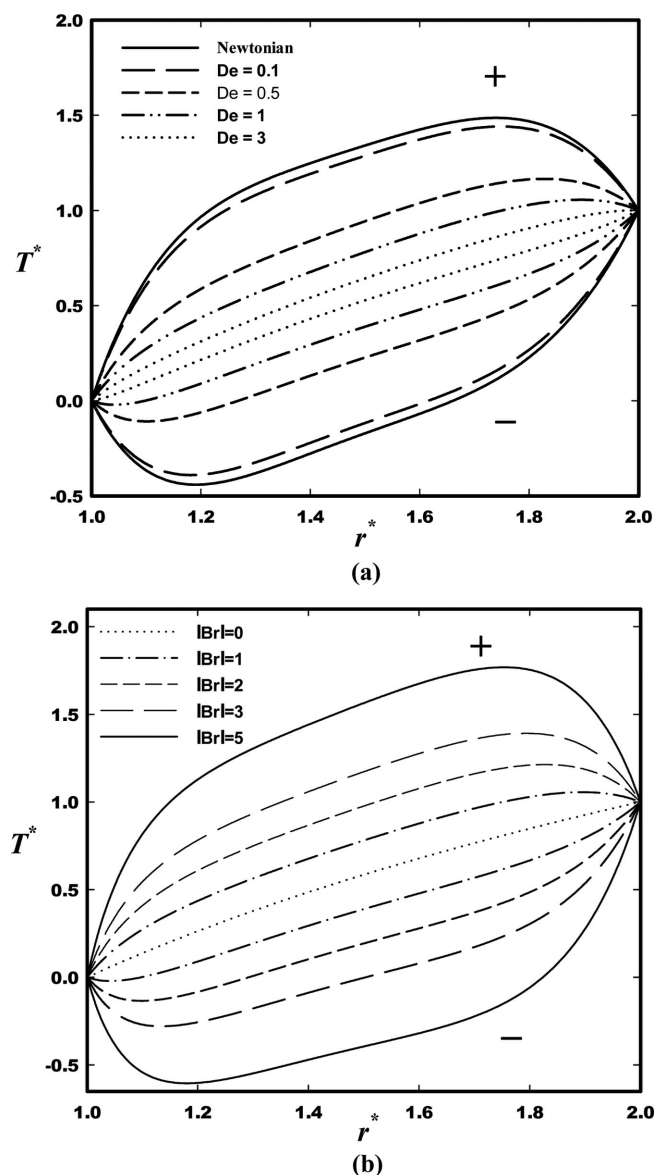 2.0
Newtonian
De = 0.1
De = 0.5
De = 1
De = 3
+
1.5
1.0
T*
0.5
0.0
−
-0.5
1.0 1.2 1.4 1.6 1.8 2.0
r*
(a)
2.0
|Br|=0
|Br|=1
|Br|=2
|Br|=3
|Br|=5
+
1.5
1.0
T*
0.5
0.0
−
-0.5
1.0 1.2 1.4 1.6 1.8 2.0
r*
(b)